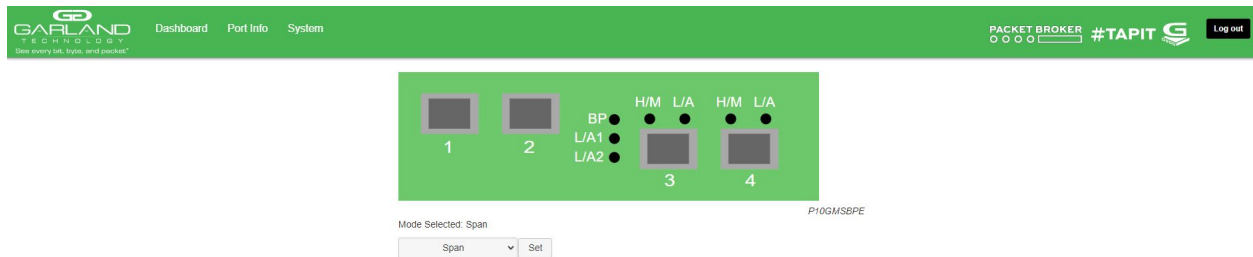 GARLAND
TECHNOLOGY
See every bit, byte, and packet®
Dashboard Port Info System
PACKET BROKER
#TAPIT
Log out
H/M L/A H/M L/A
BP
L/A1
L/A2
1 2
3 4
P10GMSBPE
Mode Selected: Span
Span Set